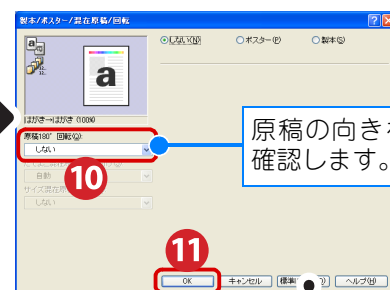 製本/ポスター/混在原稿/回転
しない(N)
ポスター(P)
製本(S)
a
12..
12..
a
はがき→はがき (100%)
原稿180°回転(Q):
しない
自動
10
サイズ混在原
しない
原稿の向きを
確認します。
11
OK
キャンセル
標準
ヘルプ(H)